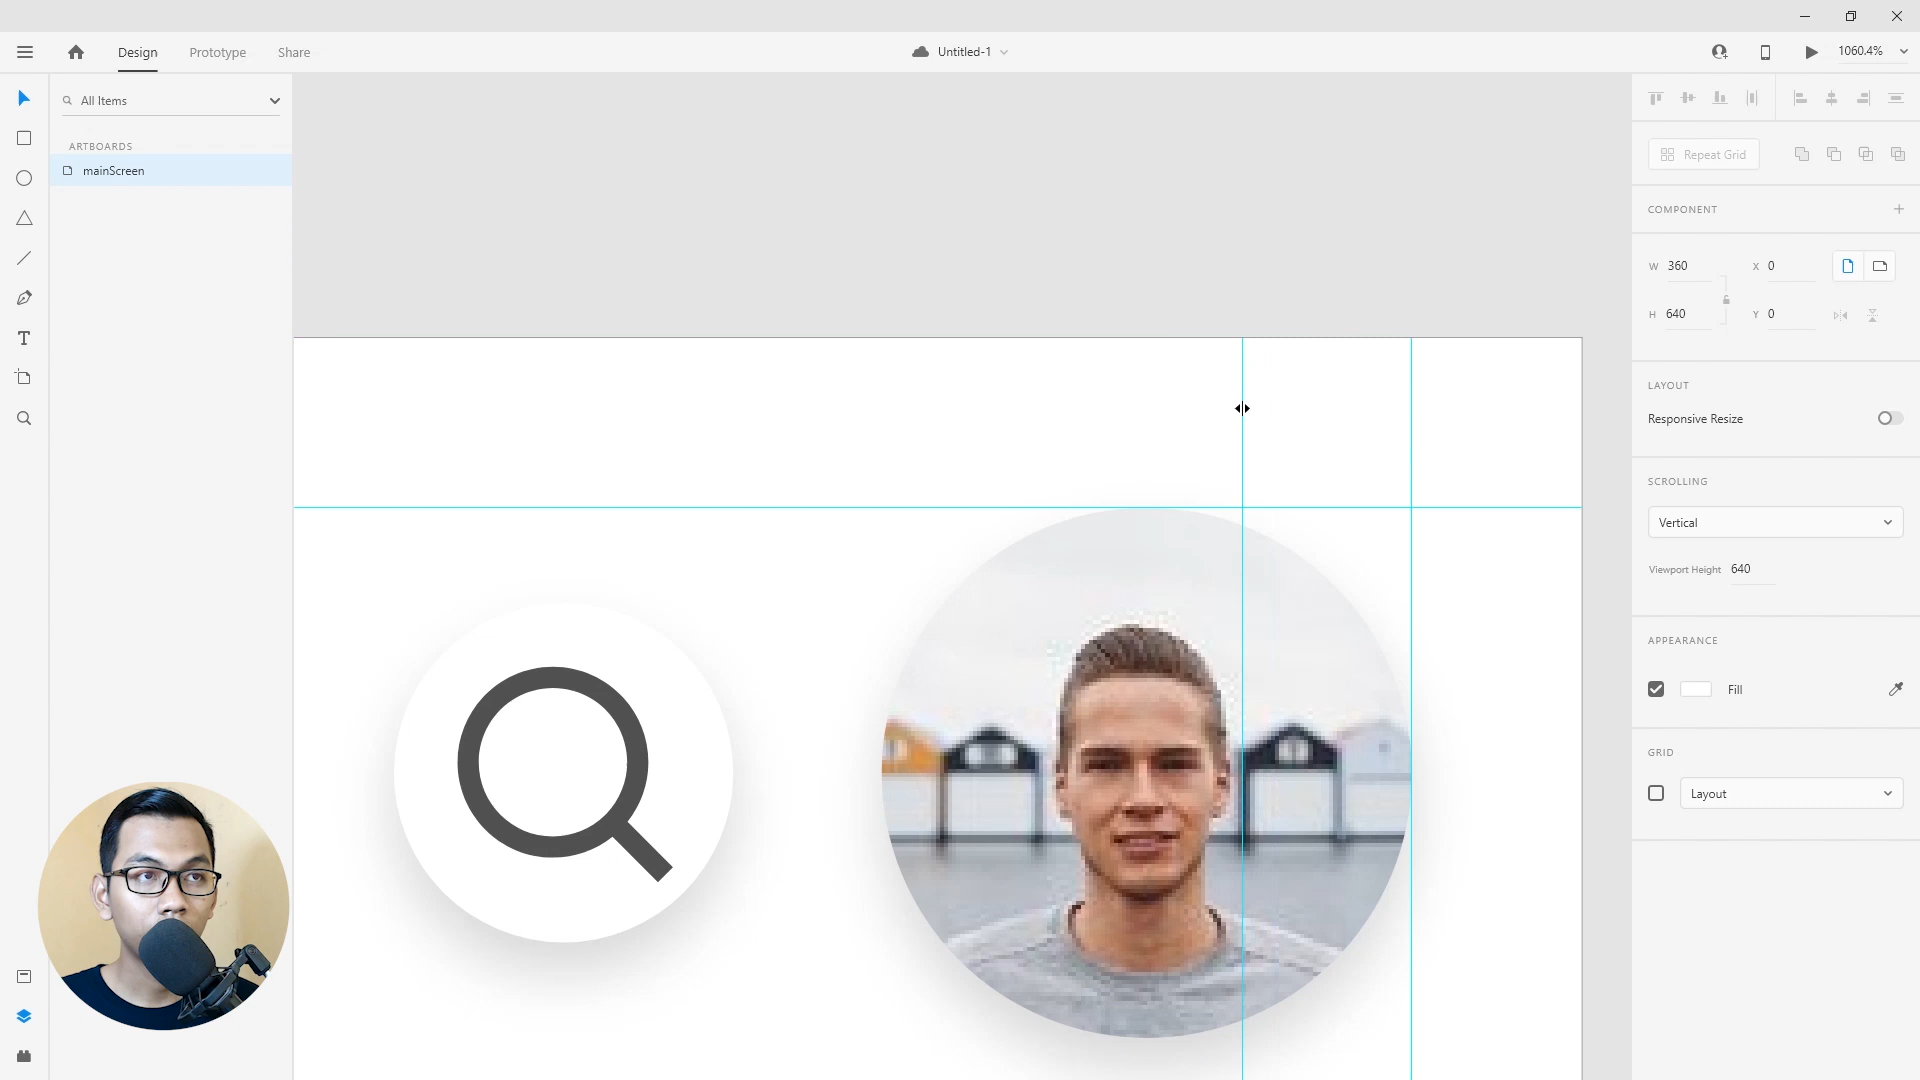 Design
Prototype
Share
Untitled-1
1060.4%
All Items
ARTBOARDS
mainScreen
Repeat Grid
COMPONENT
W 360
X 0
H 640
Y 0
LAYOUT
Responsive Resize
SCROLLING
Vertical
Viewport Height 640
APPEARANCE
Fill
GRID
Layout